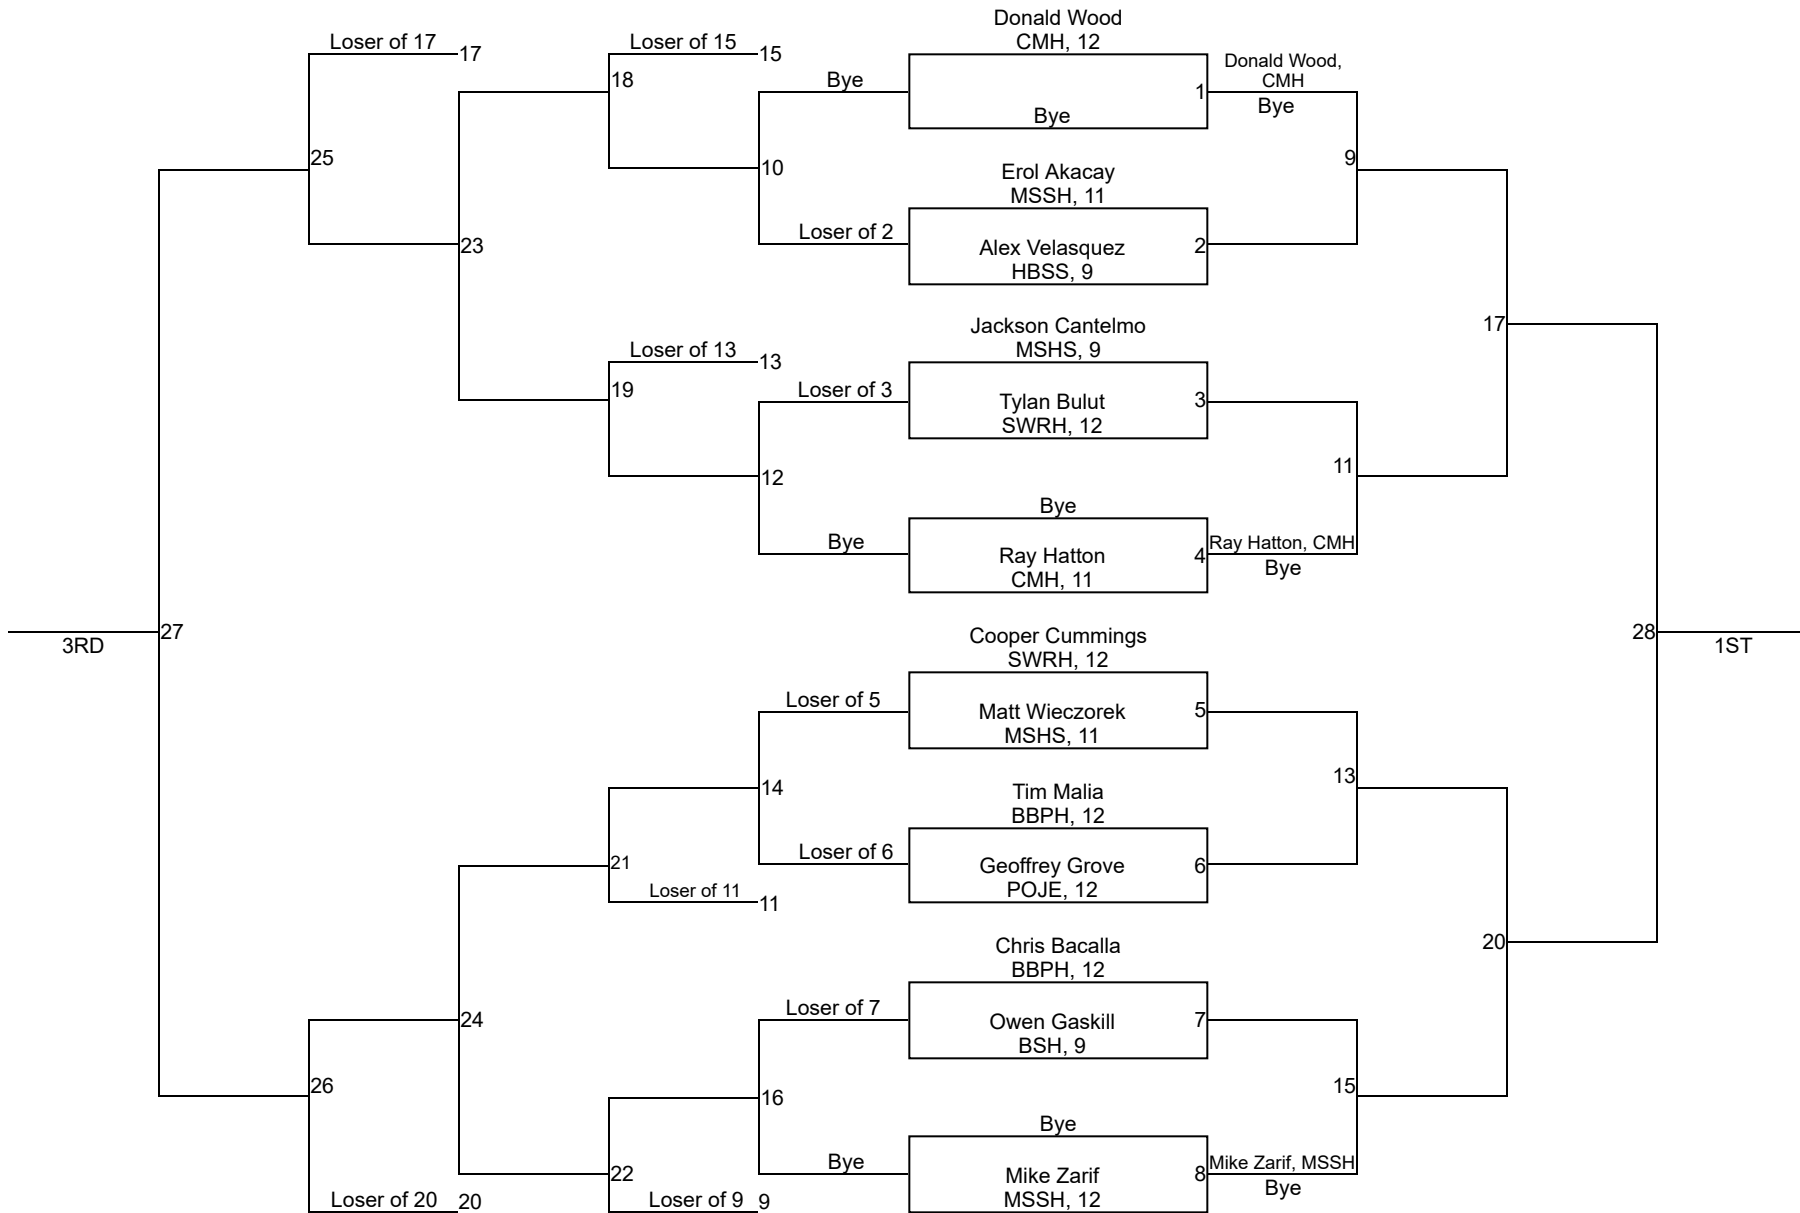 Loser of 17
17
25
23
Loser of 15
15
18
Bye
10
Loser of 2
Loser of 13
13
19
Loser of 3
12
Bye
Donald Wood
CMH, 12
Bye
1
Donald Wood,
CMH
Bye
Erol Akacay
MSSH, 11
Alex Velasquez
HBSS, 9
2
9
Jackson Cantelmo
MSHS, 9
Tylan Bulut
SWRH, 12
3
11
17
Bye
Ray Hatton
CMH, 11
4
Ray Hatton, CMH
Bye
3RD
27
28
1ST
Cooper Cummings
SWRH, 12
Loser of 5
Matt Wieczorek
MSHS, 11
5
14
13
Tim Malia
BBPH, 12
Loser of 6
Geoffrey Grove
POJE, 12
6
21
Loser of 11
11
20
Chris Bacalla
BBPH, 12
Loser of 7
Owen Gaskill
BSH, 9
7
24
26
16
15
Bye
Bye
Mike Zarif
MSSH, 12
8
Mike Zarif, MSSH
Bye
22
Loser of 20
20
Loser of 9
9